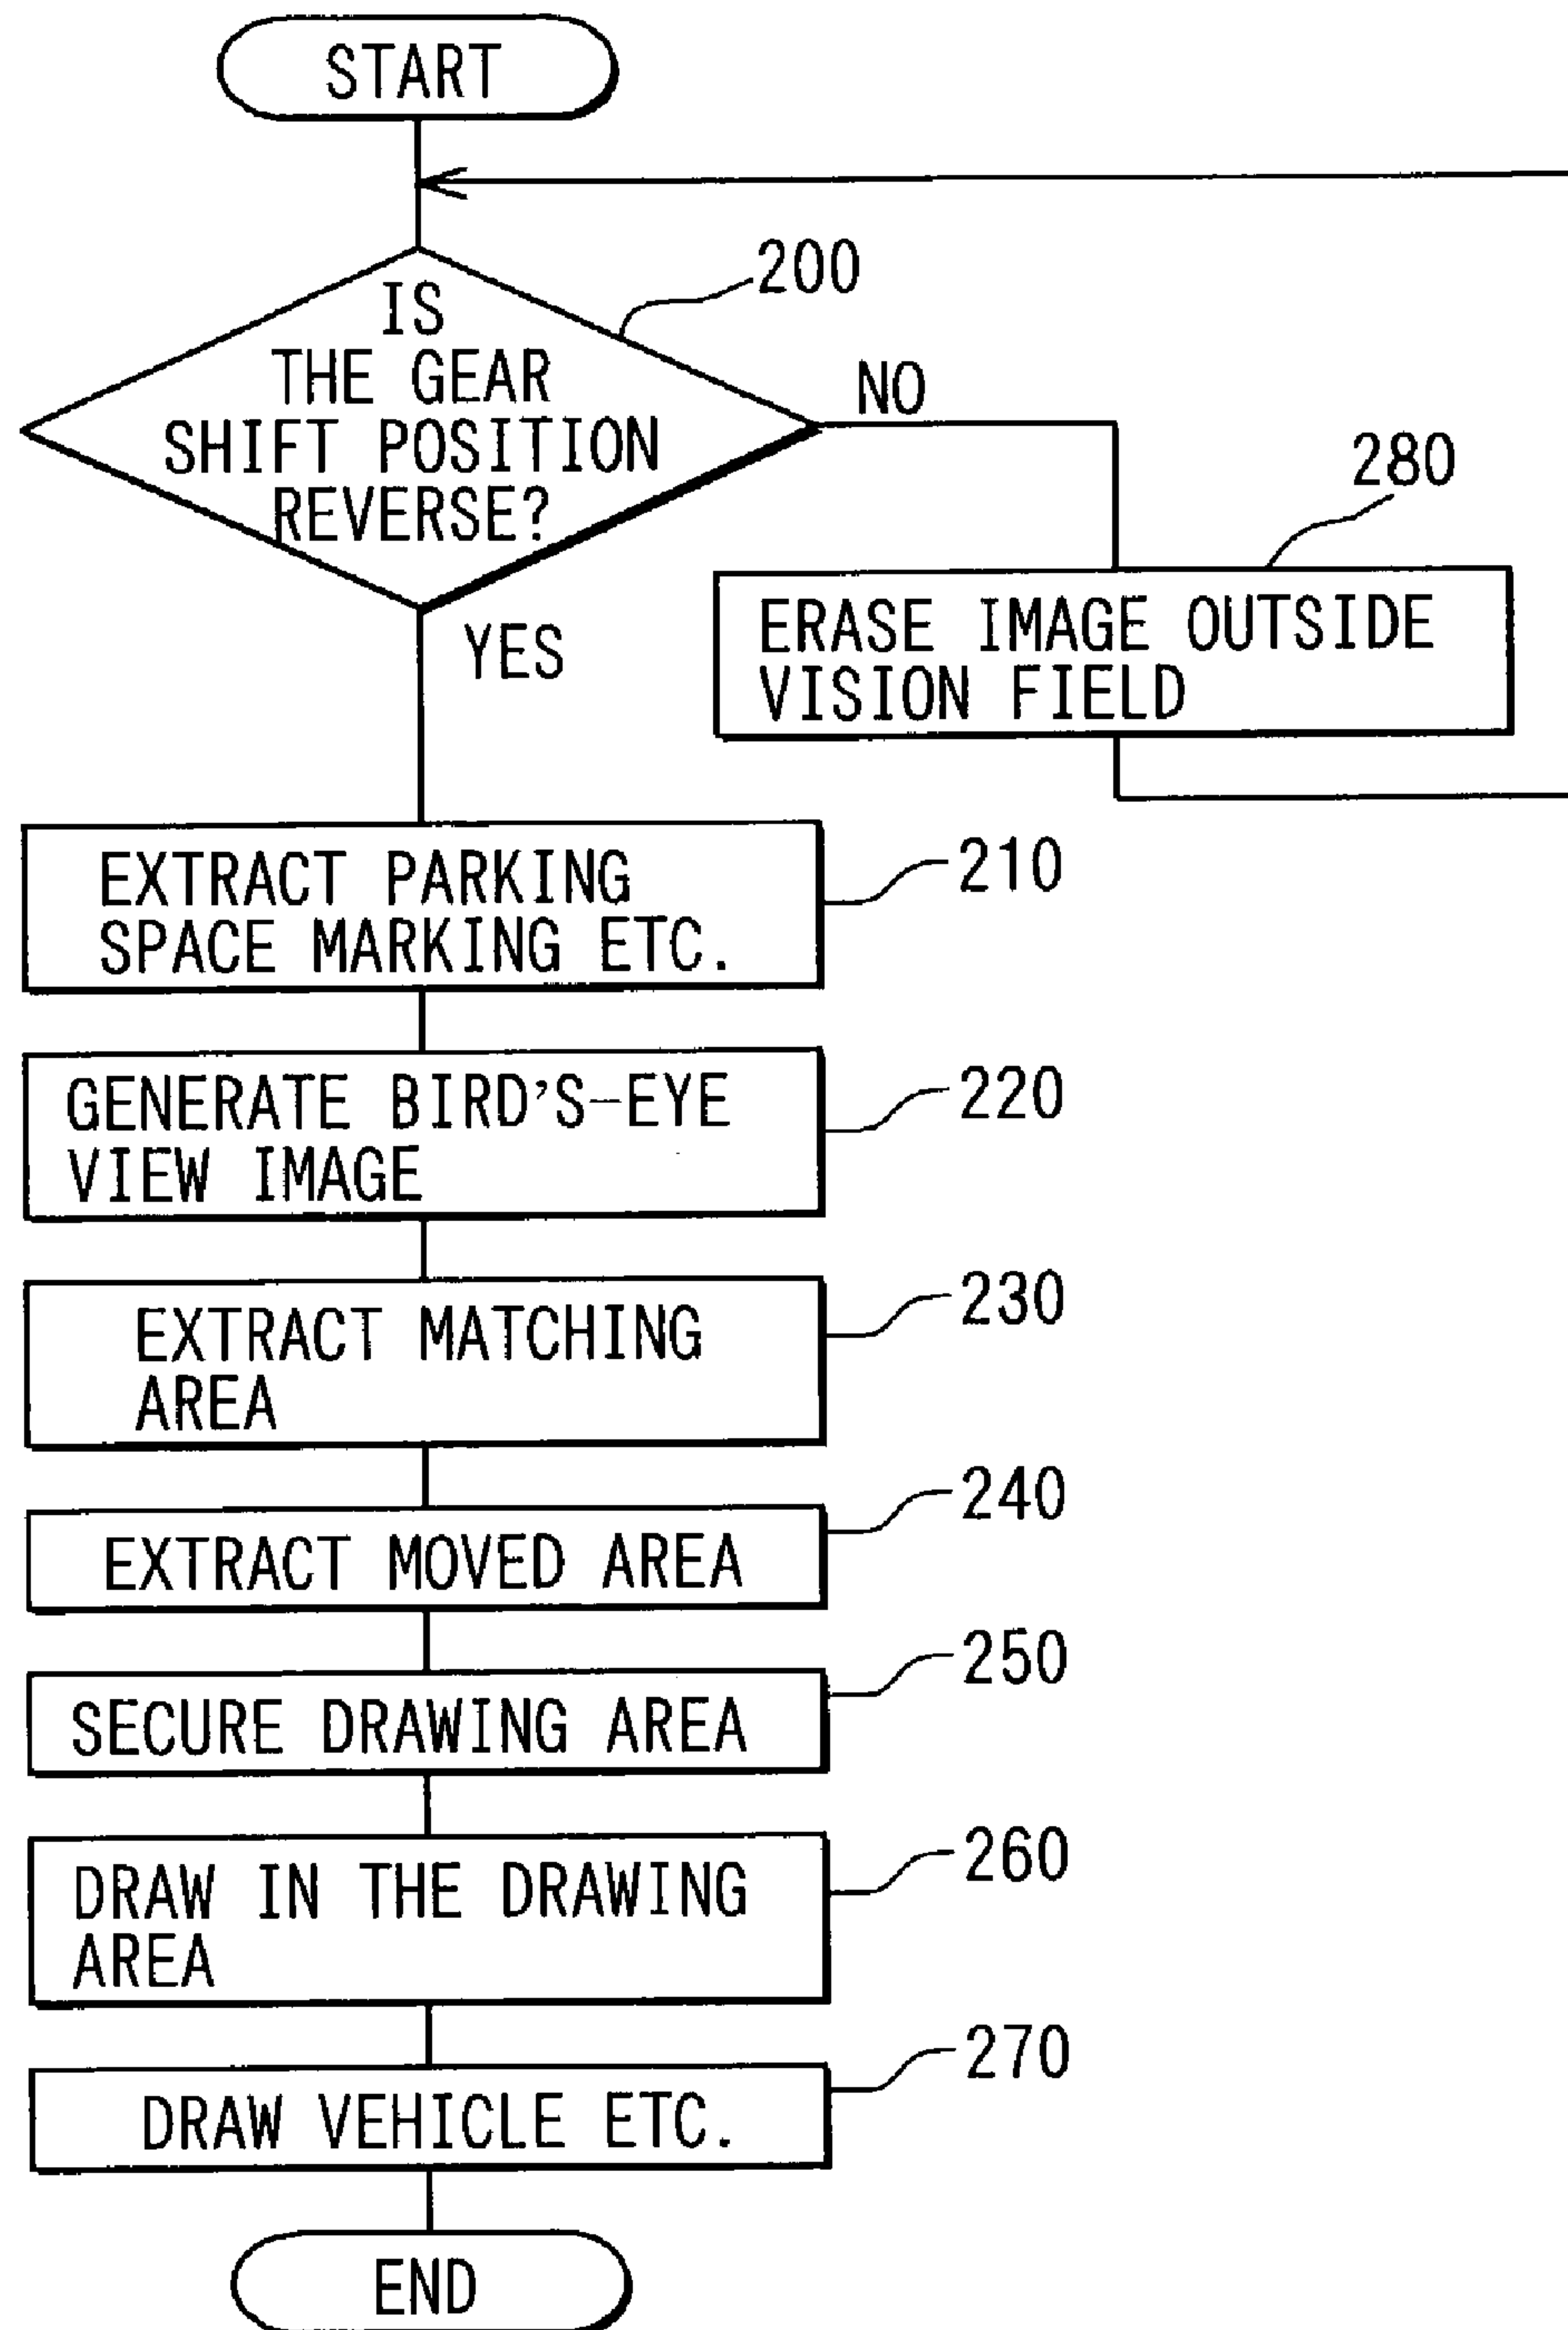 START
200
IS
THE GEAR
SHIFT POSITION
REVERSE?
NO
280
ERASE IMAGE OUTSIDE
VISION FIELD
YES
EXTRACT PARKING
SPACE MARKING ETC.
210
GENERATE BIRD'S-EYE
VIEW IMAGE
220
EXTRACT MATCHING
AREA
230
EXTRACT MOVED AREA
240
SECURE DRAWING AREA
250
DRAW IN THE DRAWING
AREA
260
DRAW VEHICLE ETC.
270
END